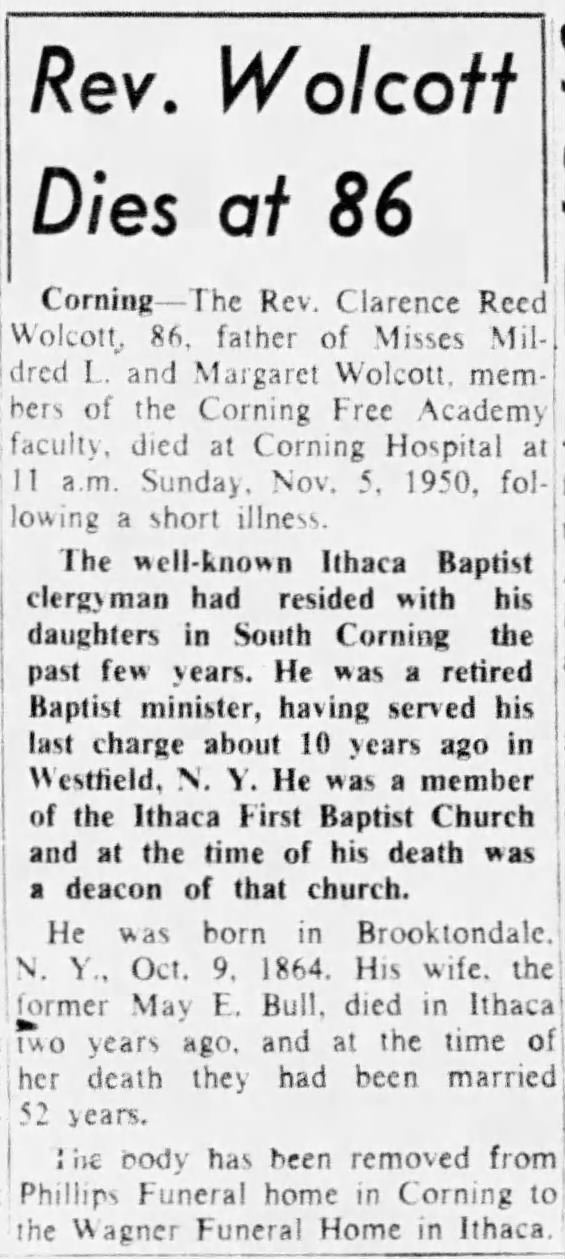 Rev. Wolcott
Dies at 86
Corning—The Rev. Clarence Reed
Wolcott, 86, father of Misses Mil-
dred L. and Margaret Wolcott, mem-
bers of the Corning Free Academy
faculty, died at Corning Hospital at
11 a.m. Sunday, Nov. 5, 1950, fol-
lowing a short illness.
The well-known Ithaca Baptist
clergyman had resided with his
daughters in South Corning the
past few years. He was a retired
Baptist minister, having served his
last charge about 10 years ago in
Westfield, N. Y. He was a member
of the Ithaca First Baptist Church
and at the time of his death was
a deacon of that church.
He was born in Brooktondale,
N. Y., Oct. 9, 1864. His wife, the
former May E. Bull, died in Ithaca
two years ago, and at the time of
her death they had been married
52 years.
The body has been removed from
Phillips Funeral home in Corning to
the Wagner Funeral Home in Ithaca.